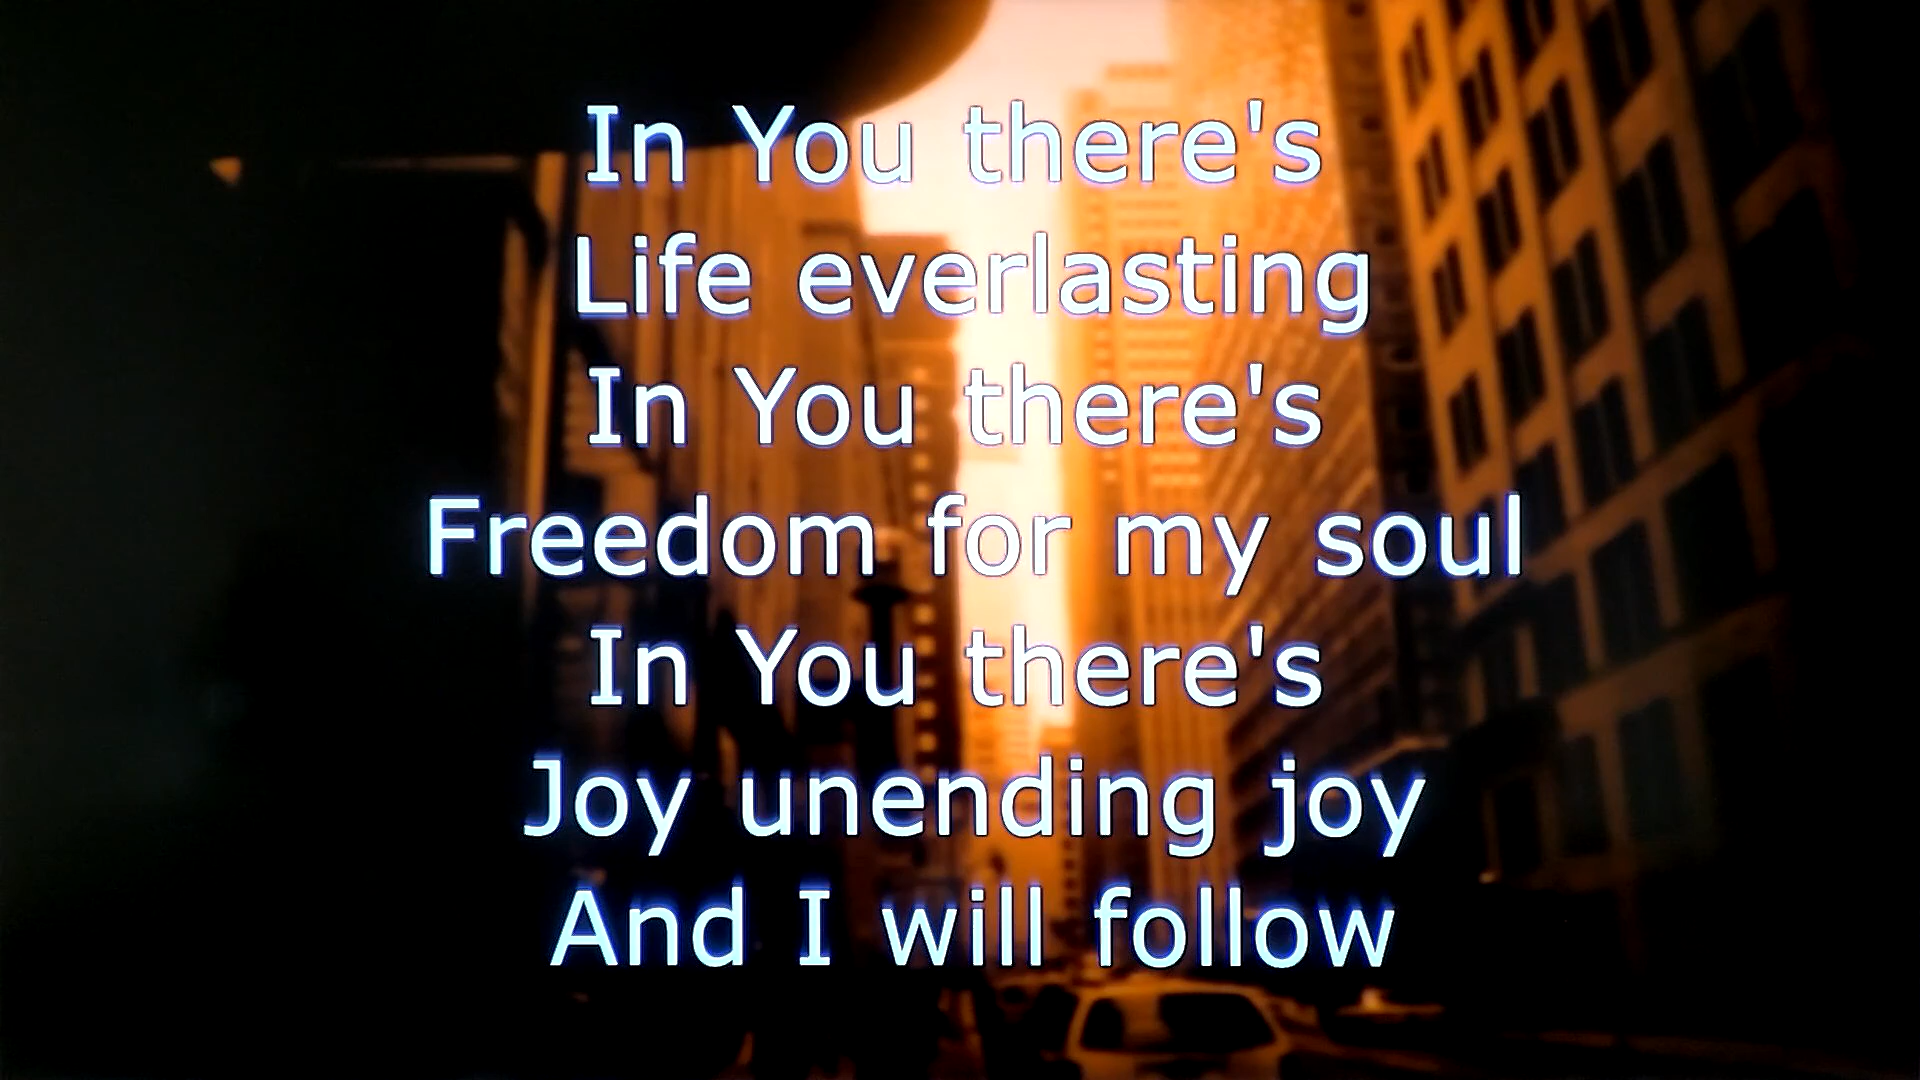 In You there's
Life everlasting
In You there's
Freedom for my soul
In You there's
Joy unending joy
And I will follow